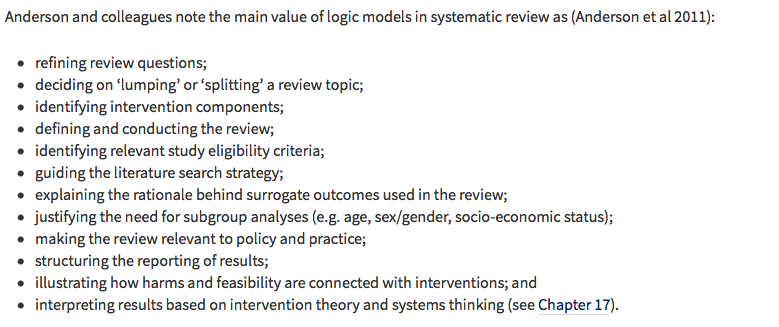 Anderson and colleagues note the main value of logic models in systematic review as (Anderson et al 2011):
• refining review questions;
• deciding on ‘lumping’ or ‘splitting’ a review topic;
• identifying intervention components;
• defining and conducting the review;
• identifying relevant study eligibility criteria;
• guiding the literature search strategy;
• explaining the rationale behind surrogate outcomes used in the review;
• justifying the need for subgroup analyses (e.g. age, sex/gender, socio-economic status);
• making the review relevant to policy and practice;
• structuring the reporting of results;
• illustrating how harms and feasibility are connected with interventions; and
• interpreting results based on intervention theory and systems thinking (see Chapter 17).